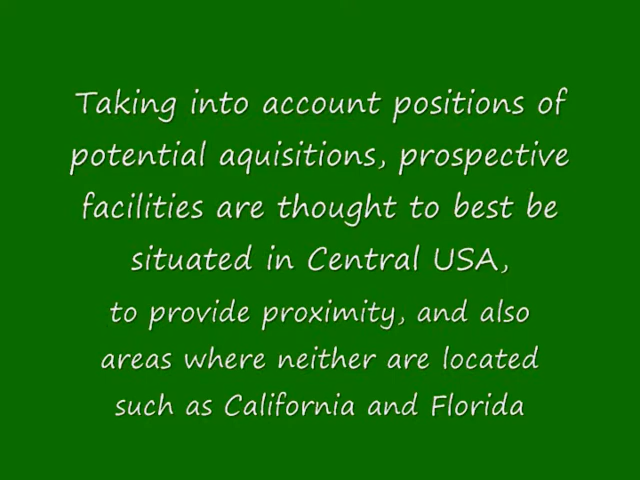 Taking into account positions of
potential aquisitions, prospective
facilities are thought to best be
situated in Central USA,
to provide proximity, and also
areas where neither are located
such as California and Florida